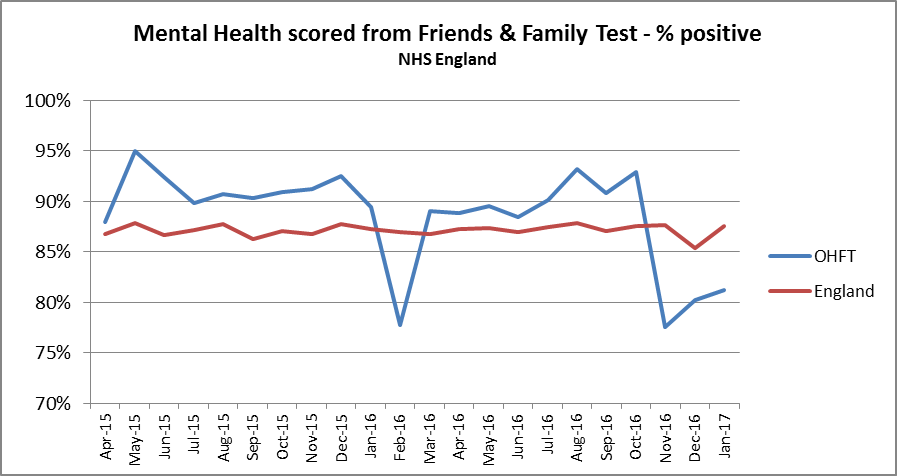 Mental Health scored from Friends & Family Test - % positive
NHS England
100%
95%
90%
85%
80%
75%
70%
OHFT
England
Apr-15
May-15
Jun-15
Jul-15
Aug-15
Sep-15
Oct-15
Nov-15
Dec-15
Jan-16
Feb-16
Mar-16
Apr-16
May-16
Jun-16
Jul-16
Aug-16
Sep-16
Oct-16
Nov-16
Dec-16
Jan-17